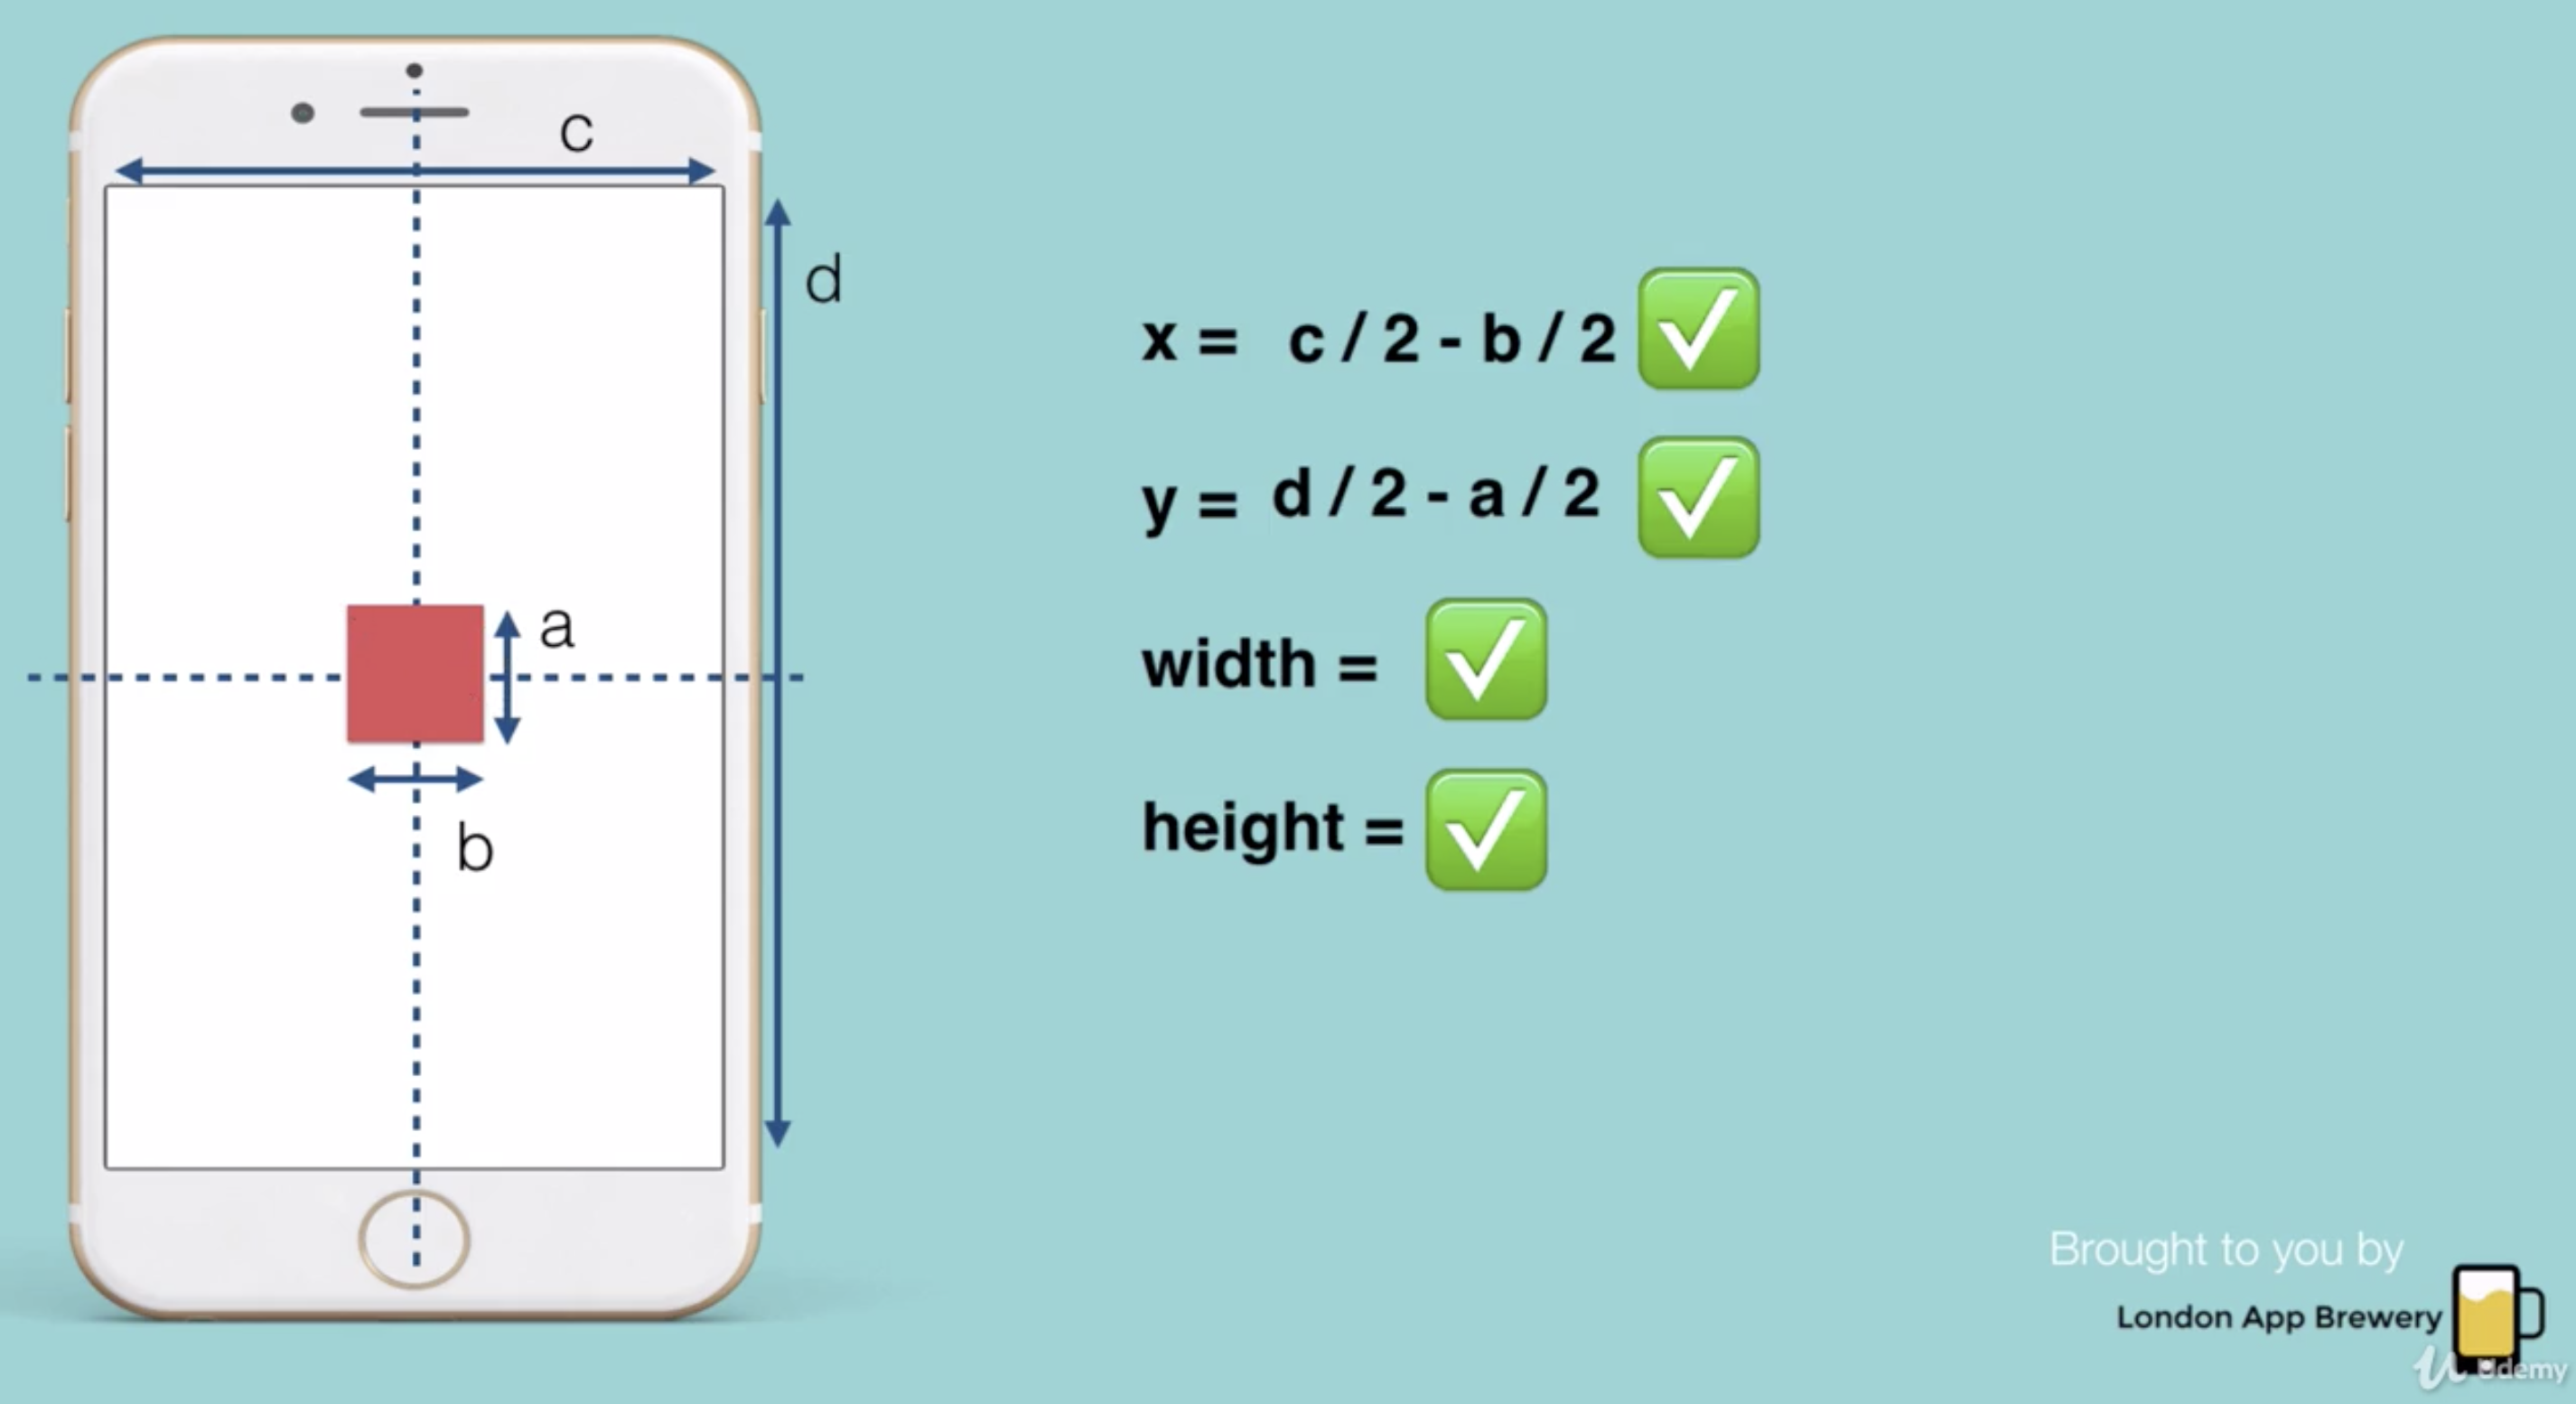 c
d
x = c / 2 - b / 2
y = d / 2 - a / 2
a
width =
b
height =
Brought to you by
London App Brewery
Udemy